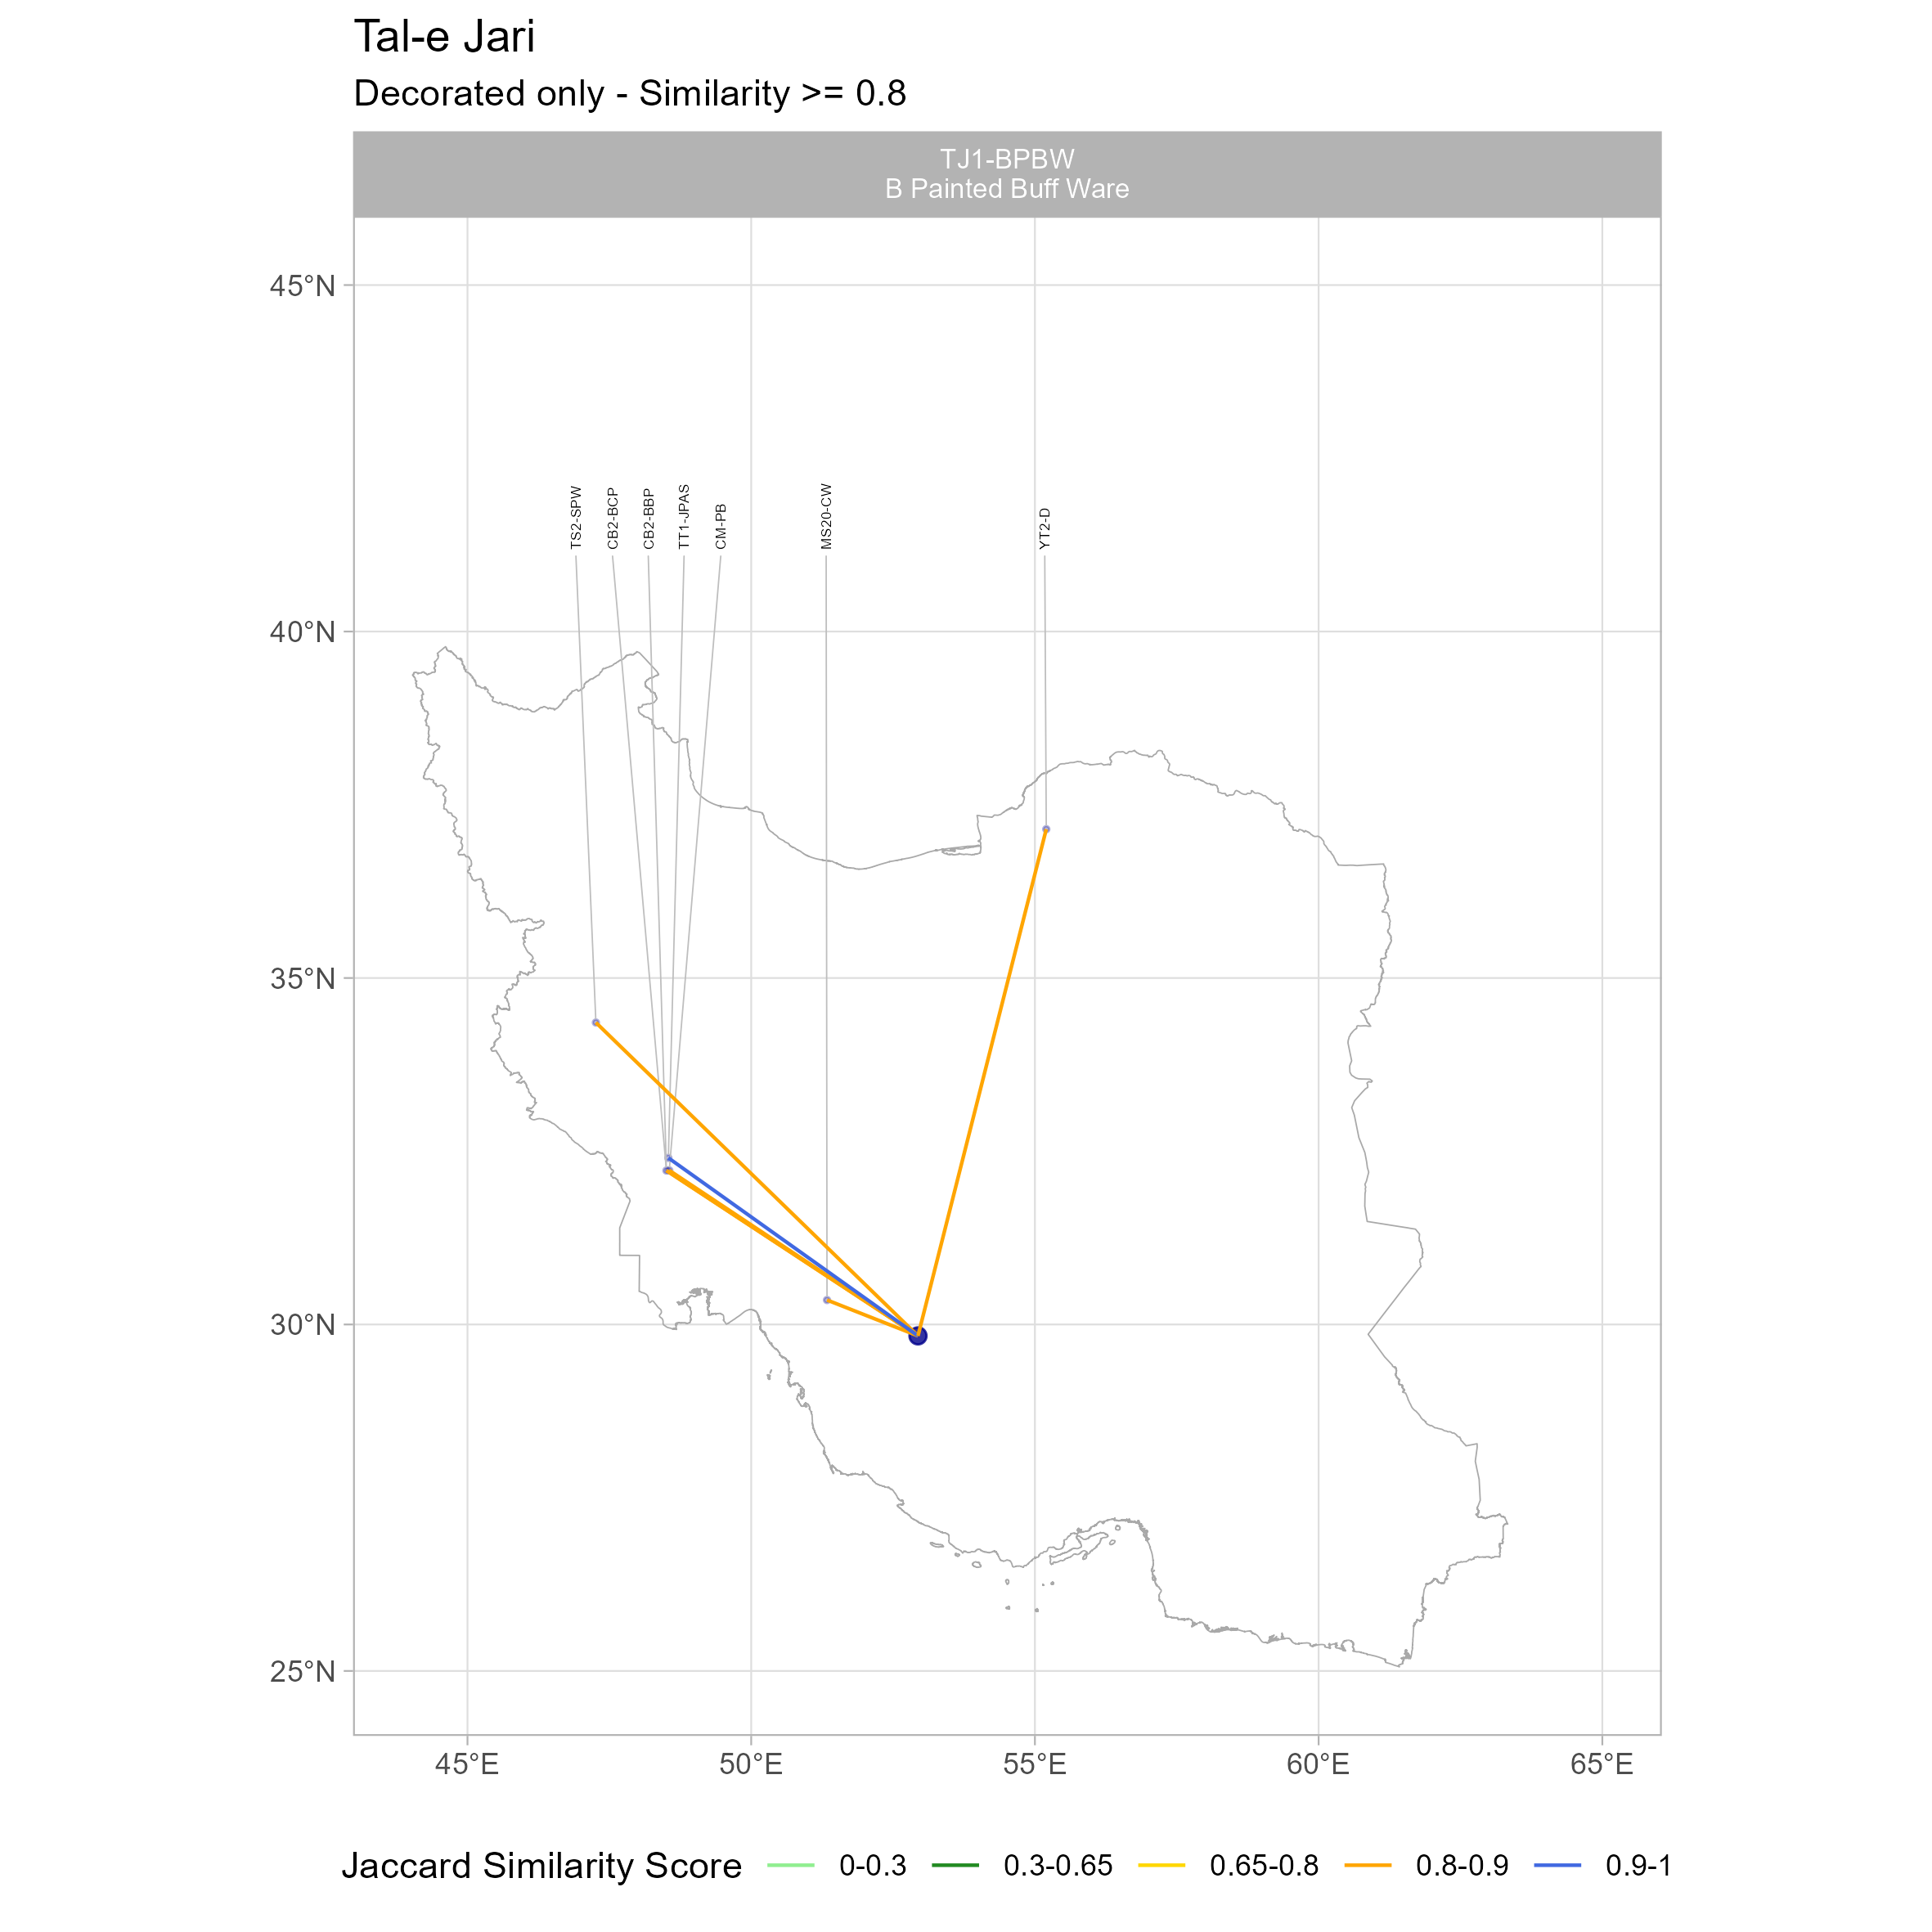 Tal-e Jari
Decorated only - Similarity >= 0.8
TJ1-BPBW
B Painted Buff Ware
45°N
40°N
35°N
30°N
25°N
TS2-SPW
CB2-BCP
CB2-BBP
TT1-JPAS
CM-PB
MS20-CW
YT2-D
45°E 50°E 55°E 60°E 65°E
Jaccard Similarity Score 0-0.3 0.3-0.65 0.65-0.8 0.8-0.9 0.9-1